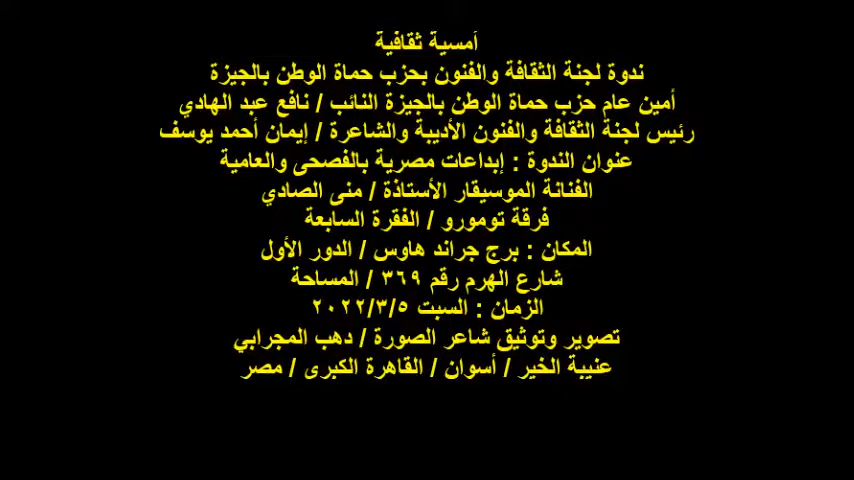 أمسية ثقافية
ندوة لجنة الثقافة والفنون بحزب حماة الوطن بالجيزة
أمين عام حزب حماة الوطن بالجيزة النائب / نافع عبد الهادي
رئيس لجنة الثقافة والفنون الأديبة والشاعرة / إيمان أحمد يوسف
عنوان الندوة : إبداعات مصرية بالفصحى والعامية
الفنانة الموسيقار الأستاذة / منى الصادي
فرقة تومورو / الفقرة السابعة
المكان : برج جراند هاوس / الدور الأول
شارع الهرم رقم ٣٦٩ / المساحة
الزمان : السبت ٢٠٢٢/٣/٥
تصوير وتوثيق شاعر الصورة / دهب المجرابي
عنيبة الخير / أسوان / القاهرة الكبرى / مصر